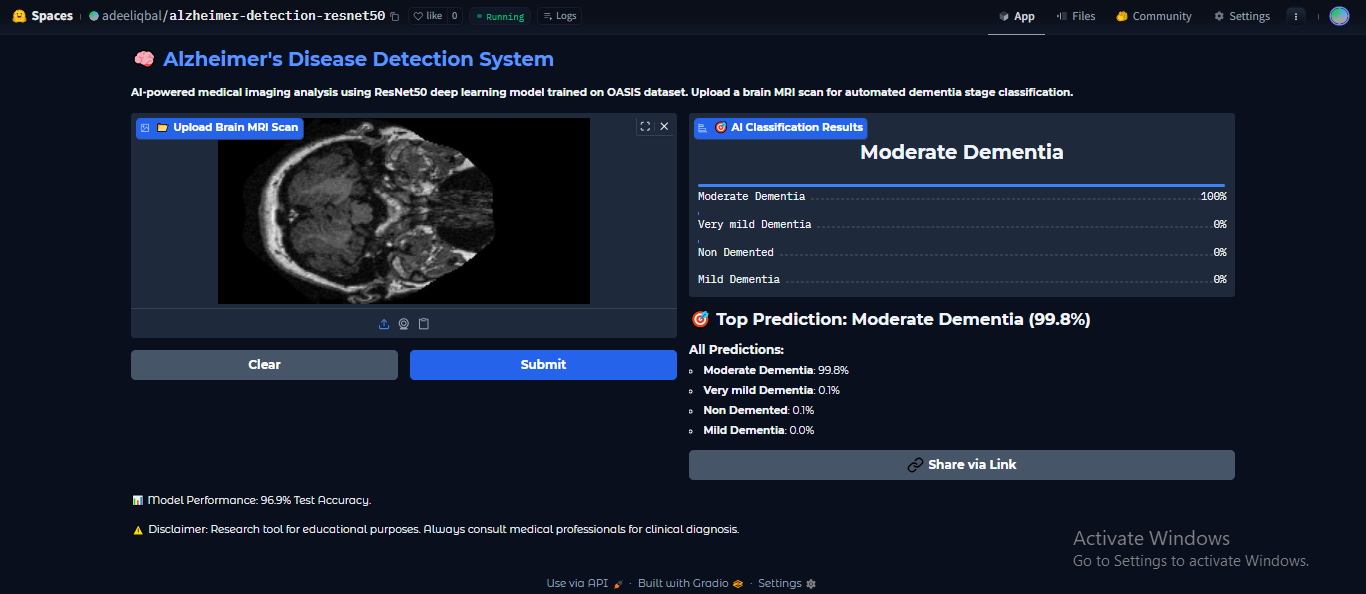 Spaces adeeliqbal/alzheimer-detection-resnet50 like 0 Running Logs App Files Community Settings
Alzheimer's Disease Detection System
AI-powered medical imaging analysis using ResNet50 deep learning model trained on OASIS dataset. Upload a brain MRI scan for automated dementia stage classification.
Upload Brain MRI Scan
Clear Submit
AI Classification Results
Moderate Dementia
Moderate Dementia 100%
Very mild Dementia 0%
Non Demented 0%
Mild Dementia 0%
Top Prediction: Moderate Dementia (99.8%)
All Predictions:
Moderate Dementia: 99.8%
Very mild Dementia: 0.1%
Non Demented: 0.1%
Mild Dementia: 0.0%
Share via Link
Model Performance: 96.9% Test Accuracy.
Disclaimer: Research tool for educational purposes. Always consult medical professionals for clinical diagnosis.
Activate Windows
Go to Settings to activate Windows.
Use via API · Built with Gradio · Settings